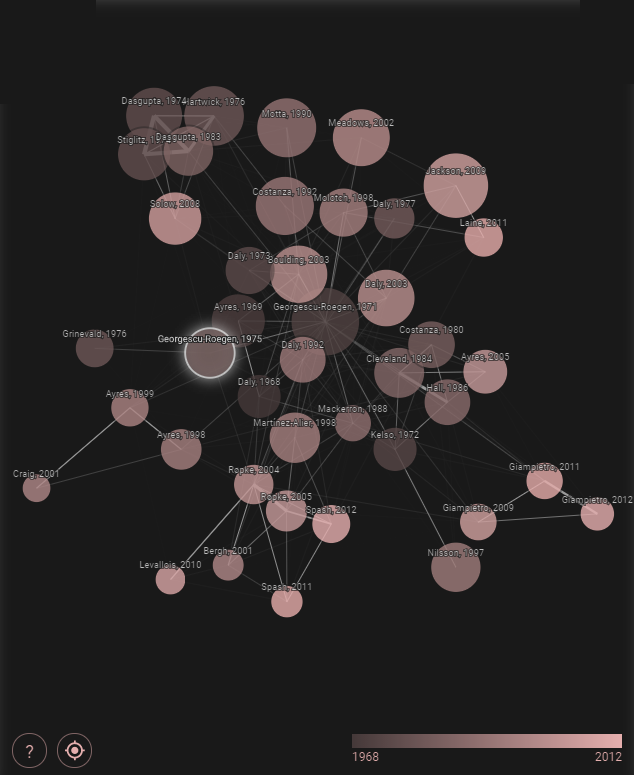 Dasgupta, 1974
Hartwick, 1976
Motta, 1990
Meadows, 2002
Stiglitz,
Dasgupta, 1983
Jackson, 2009
Costanza, 1992
Molotch, 1998
Daly, 1977
Solow, 2008
Laine, 2011
Daly, 1973
Boulding, 2003
Daly, 2003
Ayres, 1969
Georgescu-Roegen, 1971
Grinevald, 1976
Georgescu-Roegen, 1975
Costanza, 1980
Daly, 1992
Cleveland, 1984
Ayres, 2005
Daly, 1968
Hall, 1986
Ayres, 1999
Mackerron, 1988
Martinez-Alier, 1998
Ayres, 1998
Kelso, 1972
Craig, 2001
Røpke, 2004
Giampietro, 2011
Røpke, 2005
Giampietro, 2012
Spash, 2012
Giampietro, 2009
Bergh, 2001
Nilsson, 1997
Levallois, 2010
Spash, 2011
?
1968
2012